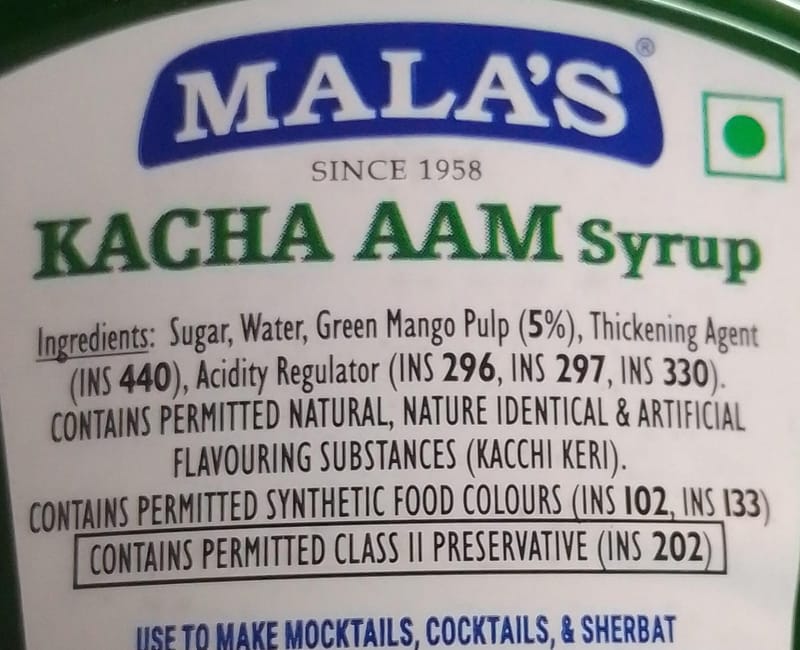 MALA'S®
SINCE 1958
KACHA AAM Syrup
Ingredients: Sugar, Water, Green Mango Pulp (5%), Thickening Agent
(INS 440), Acidity Regulator (INS 296, INS 297, INS 330).
CONTAINS PERMITTED NATURAL, NATURE IDENTICAL & ARTIFICIAL
FLAVOURING SUBSTANCES (KACCHI KERI).
CONTAINS PERMITTED SYNTHETIC FOOD COLOURS (INS 102, INS 133)
CONTAINS PERMITTED CLASS II PRESERVATIVE (INS 202)
USE TO MAKE MOCKTAILS, COCKTAILS, & SHERBAT